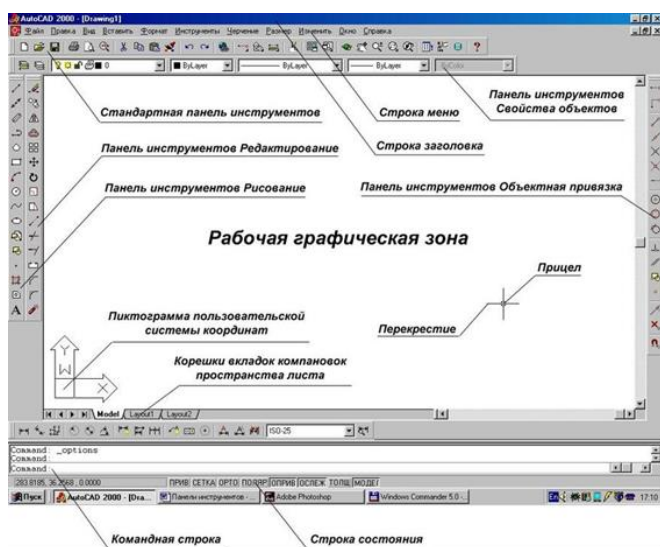 AutoCAD 2000 - [Drawing1]
Файл Правка Вид Вставить Формат Инструменты Черчение Размер Изменить Окно Справка
0 ByLayer ByLayer ByLayer ByColor
Стандартная панель инструментов
Строка меню
Панель инструментов
Свойства объектов
Панель инструментов Редактирование
Строка заголовка
Панель инструментов Рисование
Панель инструментов Объектная привязка
Рабочая графическая зона
Прицел
Пиктограмма пользовательской
системы координат
Перекрестие
Корешки вкладок компановок
пространства листа
Y
W
X
A
Model Layout1 Layout2
ISO-25
Command: _options
Command:
Command:
ПРИВ СЕТКА ОРТО ПОЛЯР ОПРИВ ОСЛЕЖ ТОЛЩ МОДЕЛ
Пуск AutoCAD 2000 - [Dra... Панели инструментов - ... Adobe Photoshop Windows Commander 5.0 -... En 17:10
Командная строка
Строка состояния